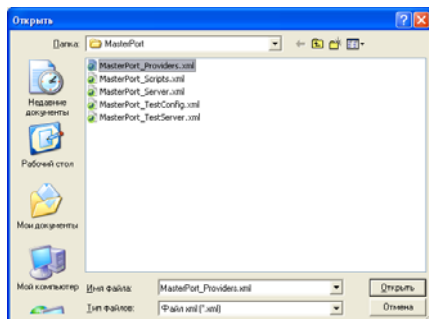 Открыть
Папка: MasterPort
MasterPort_Providers.xml
MasterPort_Scripts.xml
MasterPort_Server.xml
MasterPort_TestConfig.xml
MasterPort_TestServer.xml
Недавние
документы
Рабочий стол
Мои документы
Мой компьютер
Имя файла: MasterPort_Providers.xml Открыть
Тип файлов: Файл xml (*.xml) Отмена